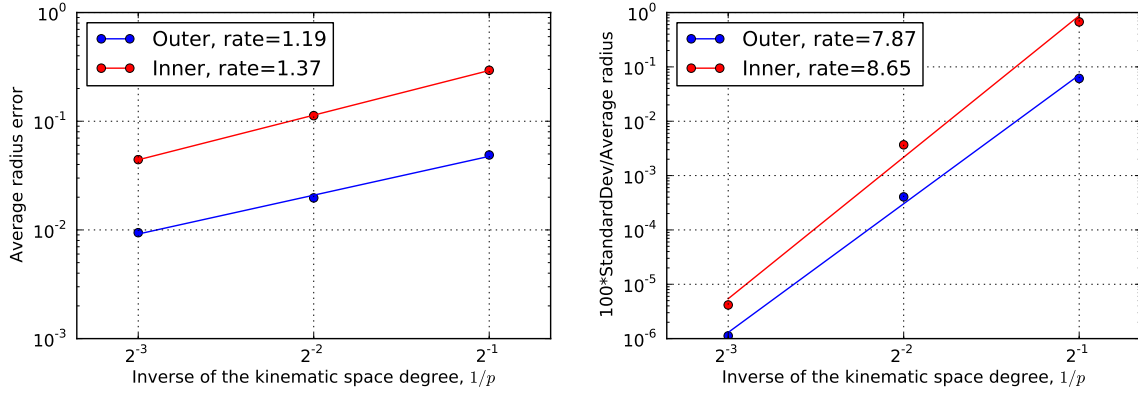 Average radius error
10^0
10^-1
10^-2
10^-3
Outer, rate=1.19
Inner, rate=1.37
2^-3 2^-2 2^-1
Inverse of the kinematic space degree, 1/p
100*StandardDev/Average radius
10^0
10^-1
10^-2
10^-3
10^-4
10^-5
10^-6
Outer, rate=7.87
Inner, rate=8.65
2^-3 2^-2 2^-1
Inverse of the kinematic space degree, 1/p